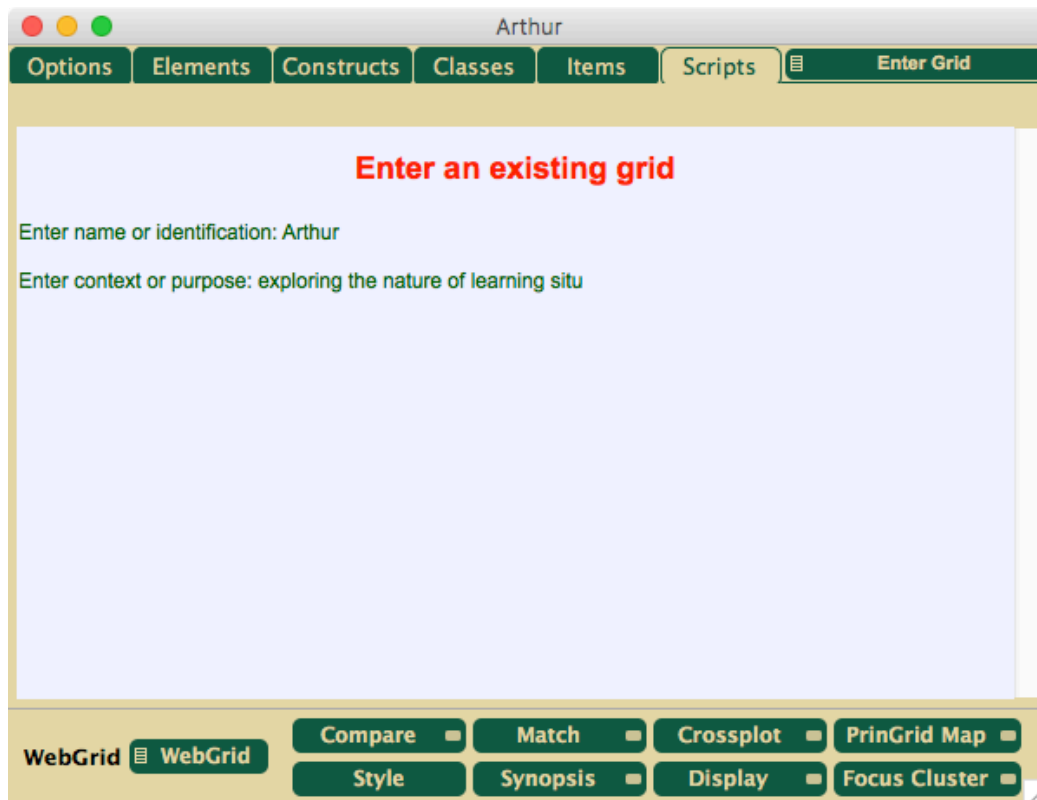 Arthur
Options Elements Constructs Classes Items Scripts Enter Grid
Enter an existing grid
Enter name or identification: Arthur
Enter context or purpose: exploring the nature of learning situ
Compare Match Crossplot PrinGrid Map
WebGrid WebGrid
Style Synopsis Display Focus Cluster